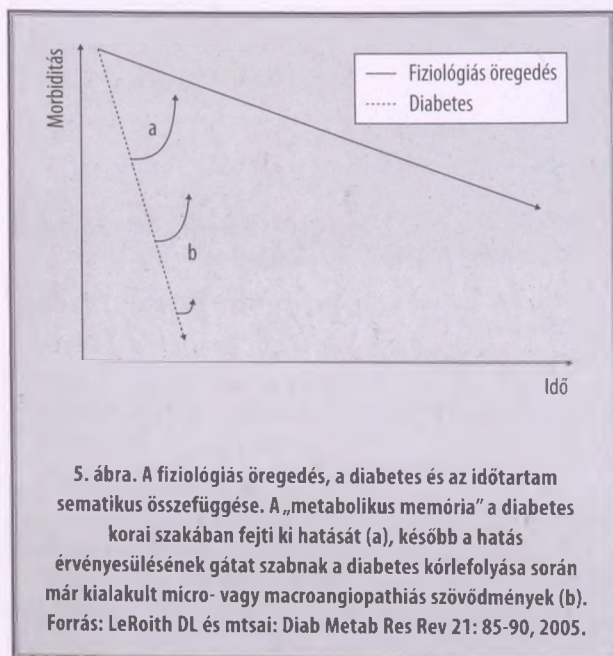 Morbiditás
Fiziológiás öregedés
Diabetes
a
b
Idő
5. ábra. A fiziológiás öregedés, a diabetes és az időtartam
sematikus összefüggése. A „metabolikus memória” a diabetes
korai szakában fejti ki hatását (a), később a hatás
érvényesülésének gátat szabnak a diabetes kórlefolyása során
már kialakult micro- vagy macroangiopathiás szövődmények (b).
Forrás: LeRoith DL és mtsai: Diab Metab Res Rev 21: 85-90, 2005.